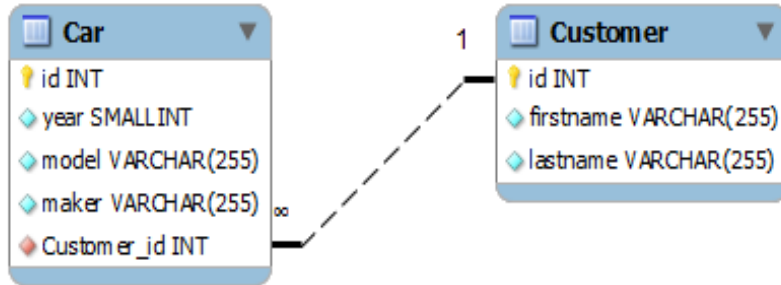 Car
id INT
year SMALLINT
model VARCHAR(255)
maker VARCHAR(255)
Customer_id INT
∞
1
Customer
id INT
firstname VARCHAR(255)
lastname VARCHAR(255)